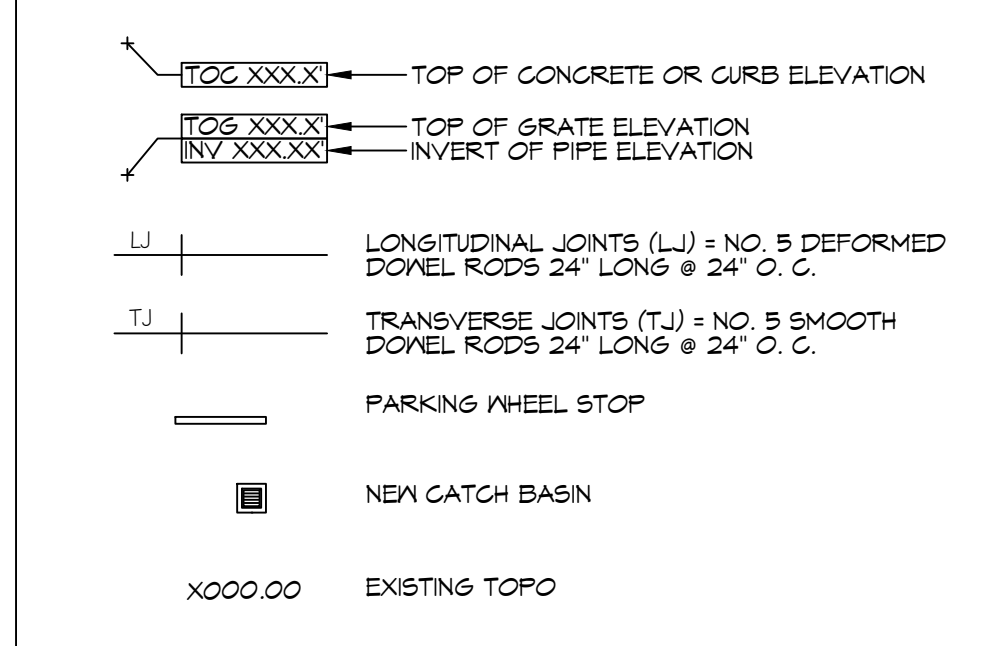 TOC XXX.X' TOP OF CONCRETE OR CURB ELEVATION
TOG XXX.X' TOP OF GRATE ELEVATION
INV XXX.XX' INVERT OF PIPE ELEVATION
LJ LONGITUDINAL JOINTS (LJ) = NO. 5 DEFORMED
DOWEL RODS 24" LONG @ 24" O. C.
TJ TRANSVERSE JOINTS (TJ) = NO. 5 SMOOTH
DOWEL RODS 24" LONG @ 24" O. C.
PARKING WHEEL STOP
NEW CATCH BASIN
X000.00 EXISTING TOPO